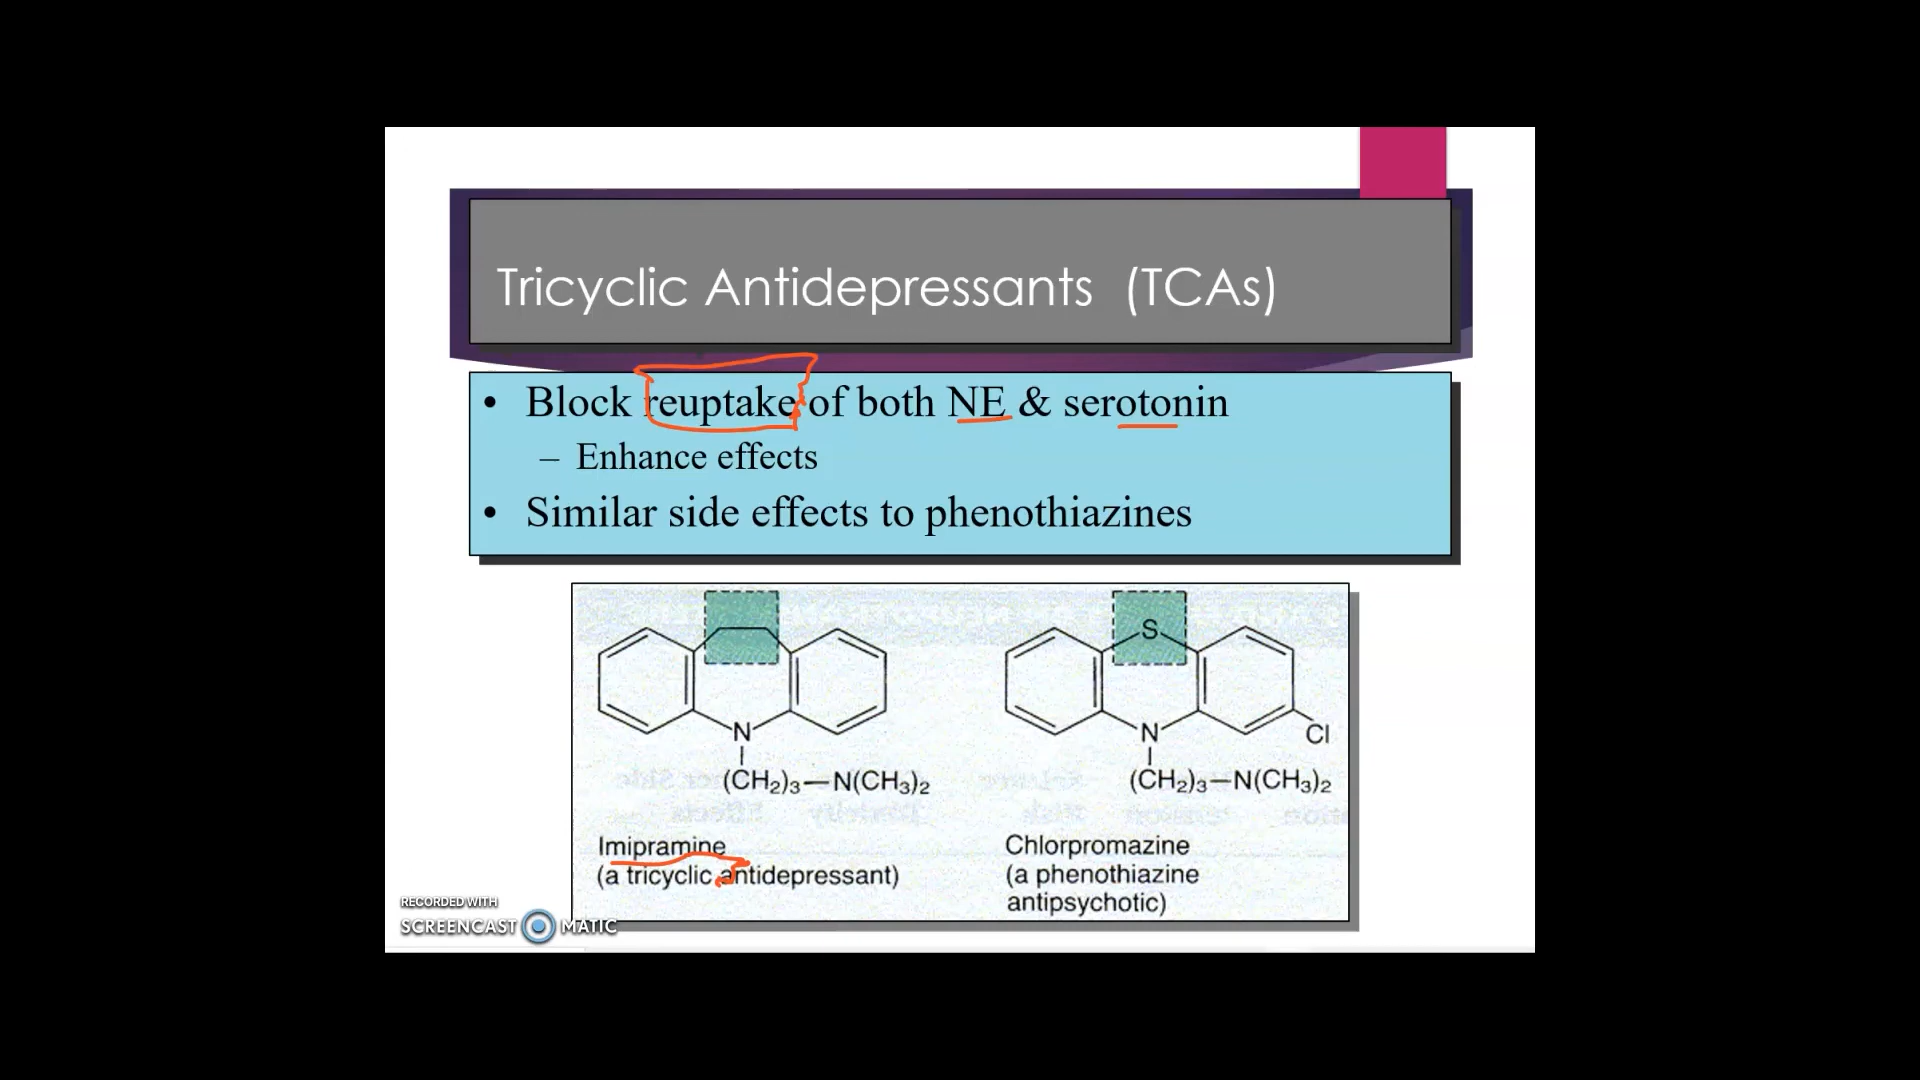 Tricyclic Antidepressants (TCAs)
• Block reuptake of both NE & serotonin
– Enhance effects
• Similar side effects to phenothiazines
S
N
N
Cl
(CH₂)₃—N(CH₃)₂
(CH₂)₃—N(CH₃)₂
Imipramine
(a tricyclic antidepressant)
Chlorpromazine
(a phenothiazine
antipsychotic)
RECORDED WITH
SCREENCAST MATIC